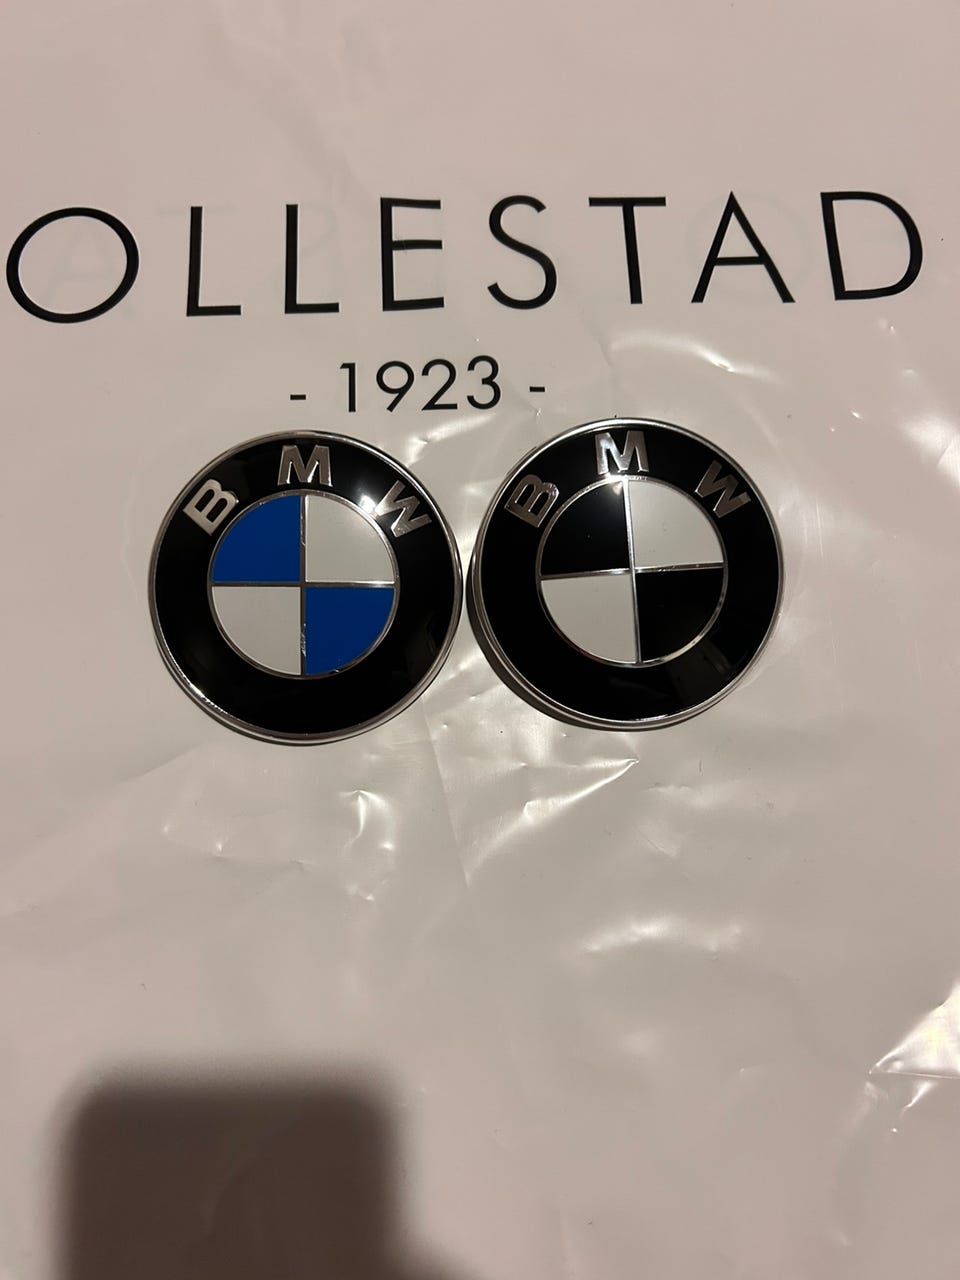 OLLESTAD
- 1923 -
BMW BMW